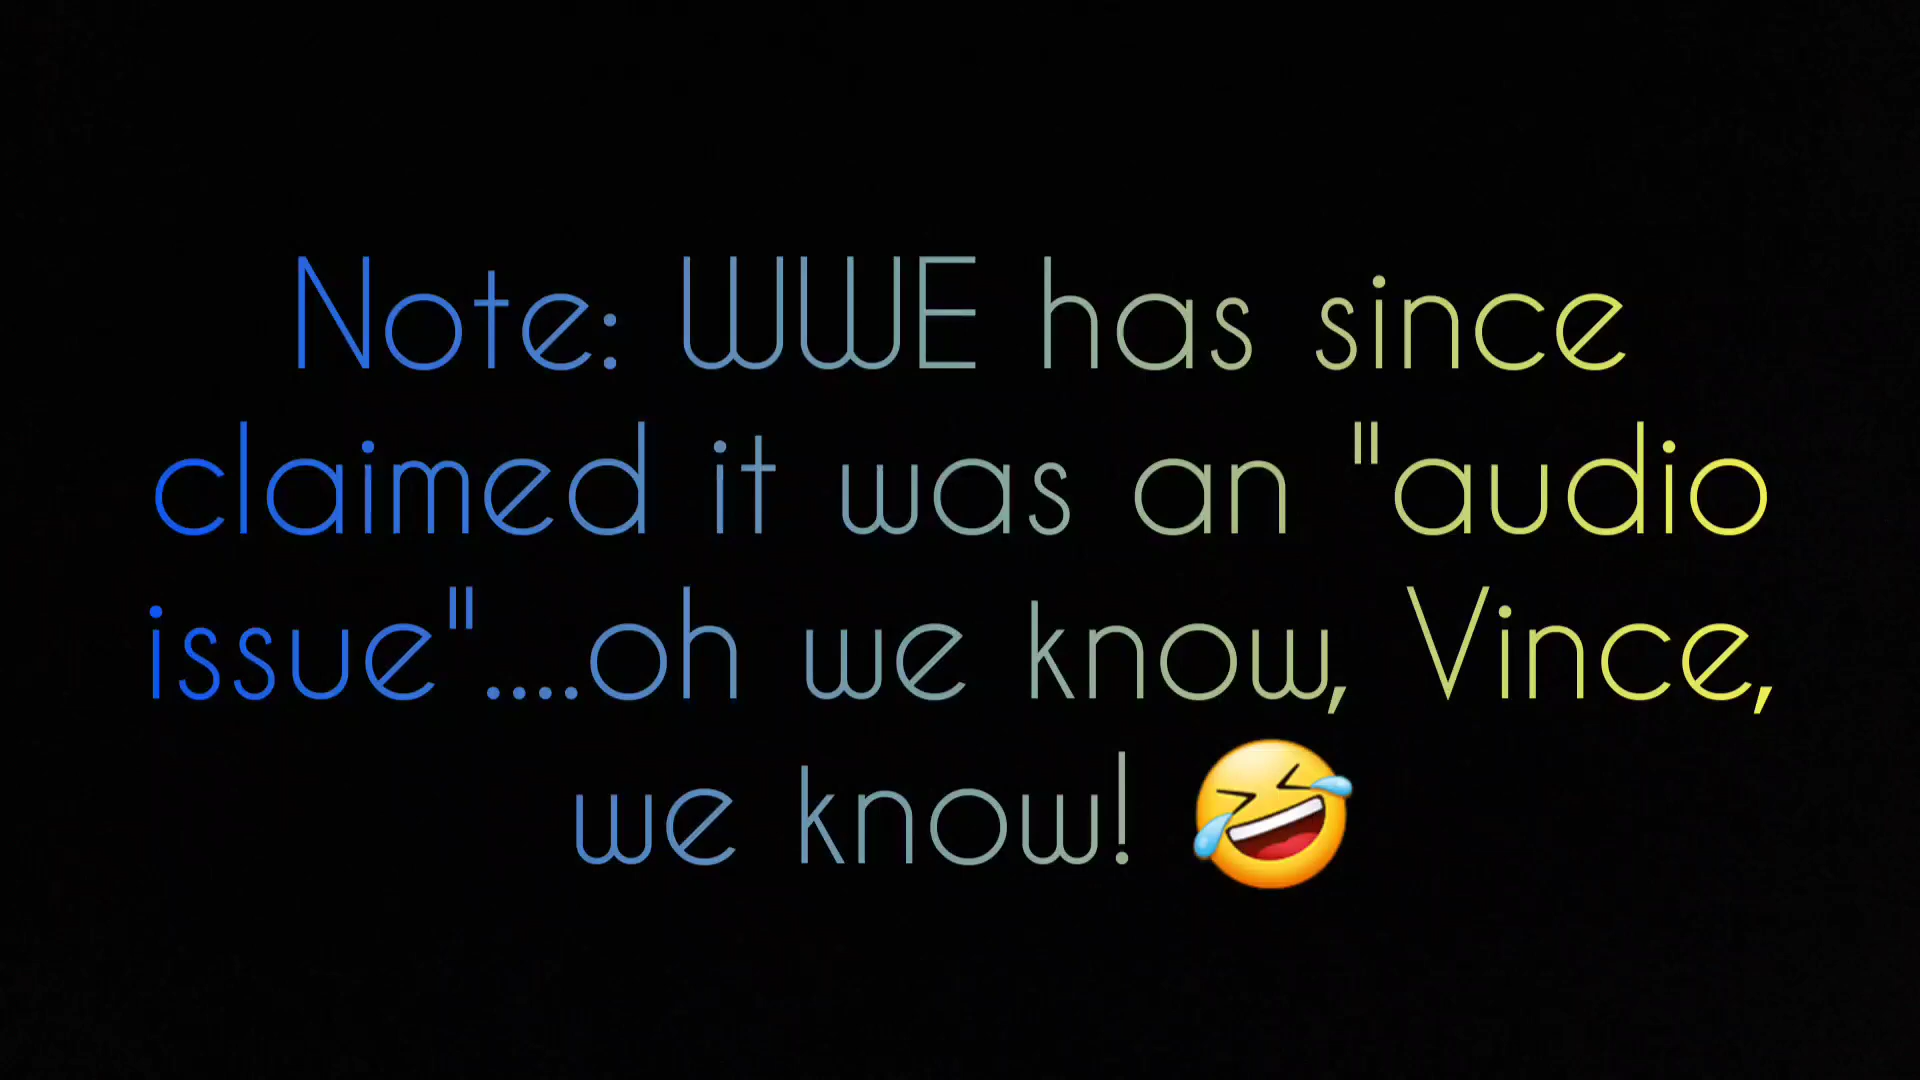 Note: WWE has since
claimed it was an "audio
issue"....oh we know, Vince,
we know! 🤣